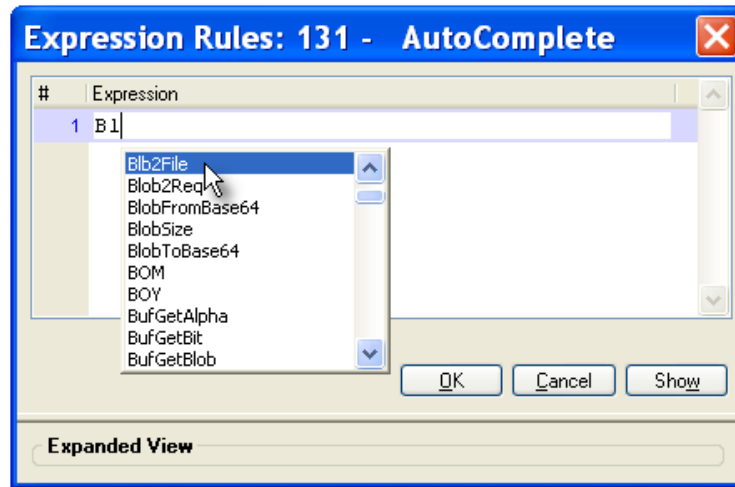 Expression Rules: 131 - AutoComplete
# Expression
1 Bl
Blb2File
Blob2Req
BlobFromBase64
BlobSize
BlobToBase64
BOM
BOY
BufGetAlpha
BufGetBit
BufGetBlob
OK Cancel Show
Expanded View